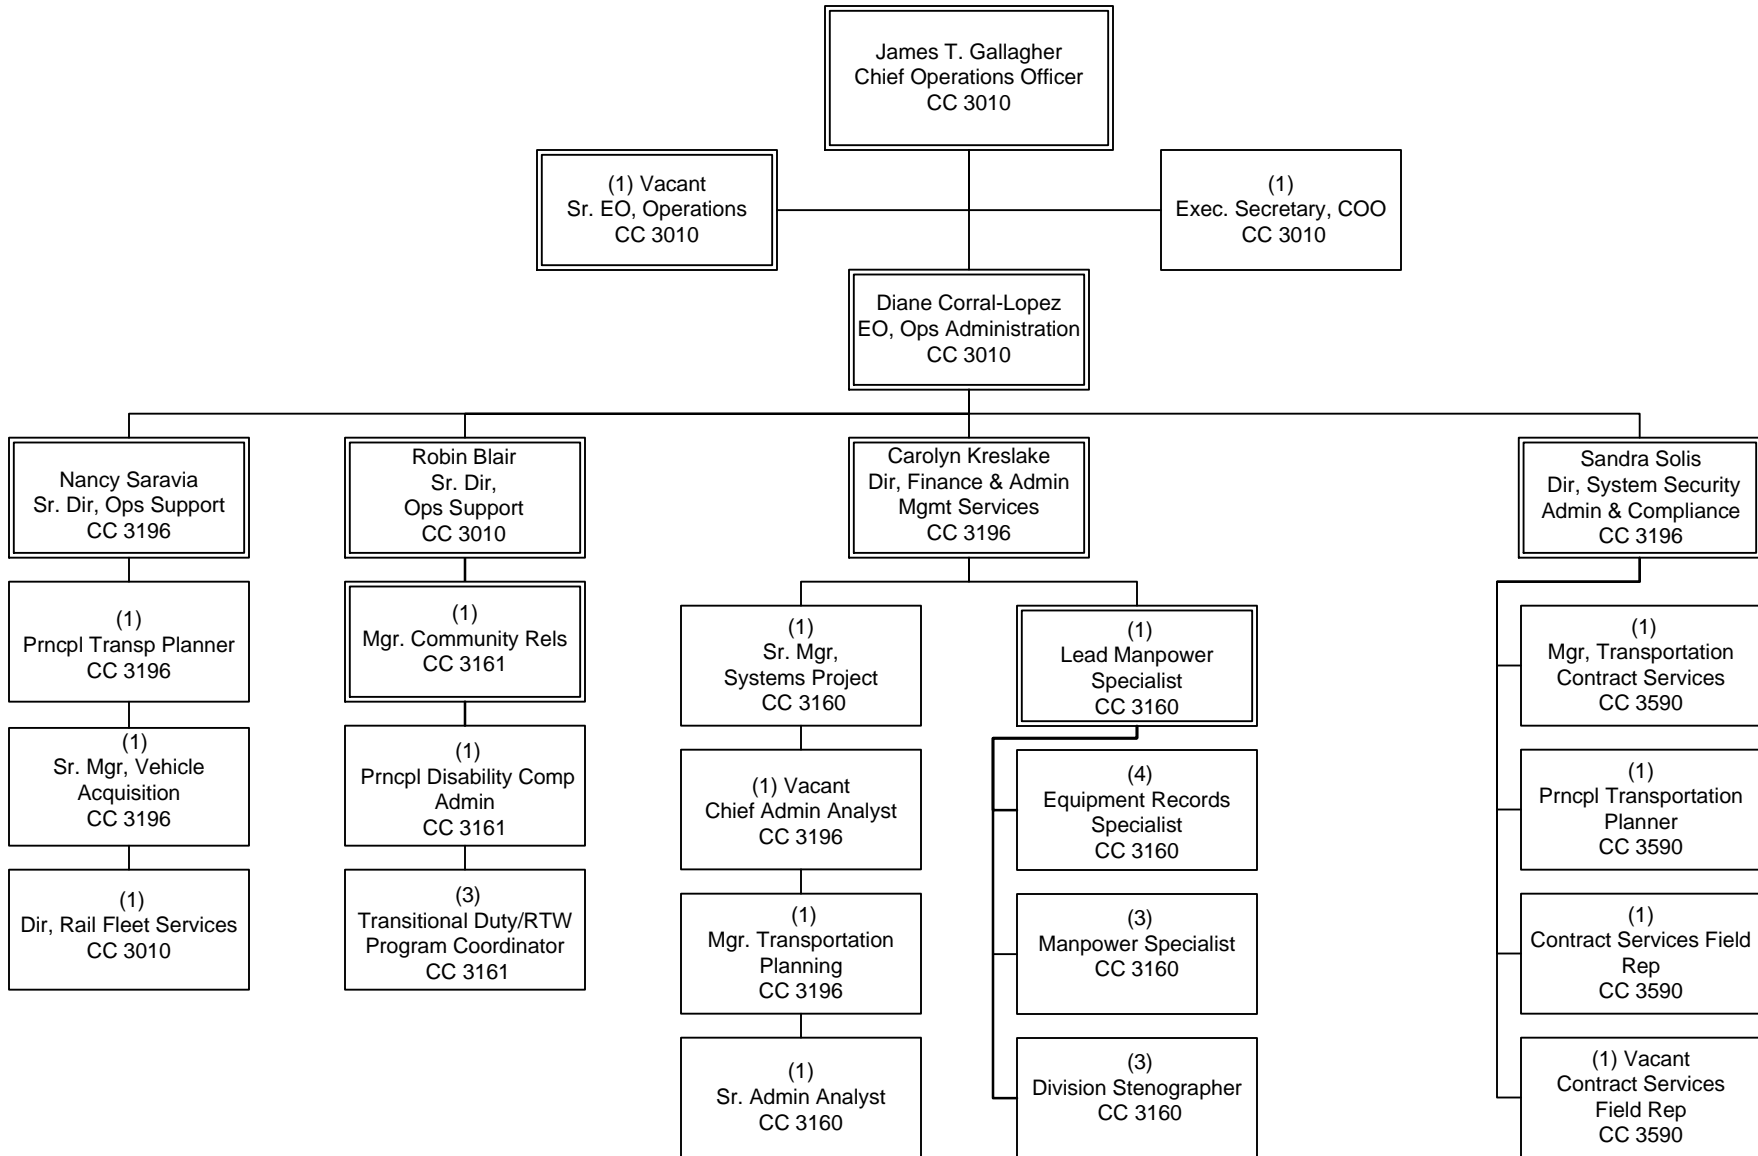 James T. Gallagher
Chief Operations Officer
CC 3010
(1) Vacant
Sr. EO, Operations
CC 3010
(1)
Exec. Secretary, COO
CC 3010
Diane Corral-Lopez
EO, Ops Administration
CC 3010
Nancy Saravia
Sr. Dir, Ops Support
CC 3196
Robin Blair
Sr. Dir,
Ops Support
CC 3010
Carolyn Kreslake
Dir, Finance & Admin
Mgmt Services
CC 3196
Sandra Solis
Dir, System Security
Admin & Compliance
CC 3196
(1)
Prncpl Transp Planner
CC 3196
(1)
Sr. Mgr, Vehicle
Acquisition
CC 3196
(1)
Dir, Rail Fleet Services
CC 3010
(1)
Mgr. Community Rels
CC 3161
(1)
Prncpl Disability Comp
Admin
CC 3161
(3)
Transitional Duty/RTW
Program Coordinator
CC 3161
(1)
Sr. Mgr,
Systems Project
CC 3160
(1) Vacant
Chief Admin Analyst
CC 3196
(1)
Mgr. Transportation
Planning
CC 3196
(1)
Sr. Admin Analyst
CC 3160
(1)
Lead Manpower
Specialist
CC 3160
(4)
Equipment Records
Specialist
CC 3160
(3)
Manpower Specialist
CC 3160
(3)
Division Stenographer
CC 3160
(1)
Mgr, Transportation
Contract Services
CC 3590
(1)
Prncpl Transportation
Planner
CC 3590
(1)
Contract Services Field
Rep
CC 3590
(1) Vacant
Contract Services
Field Rep
CC 3590